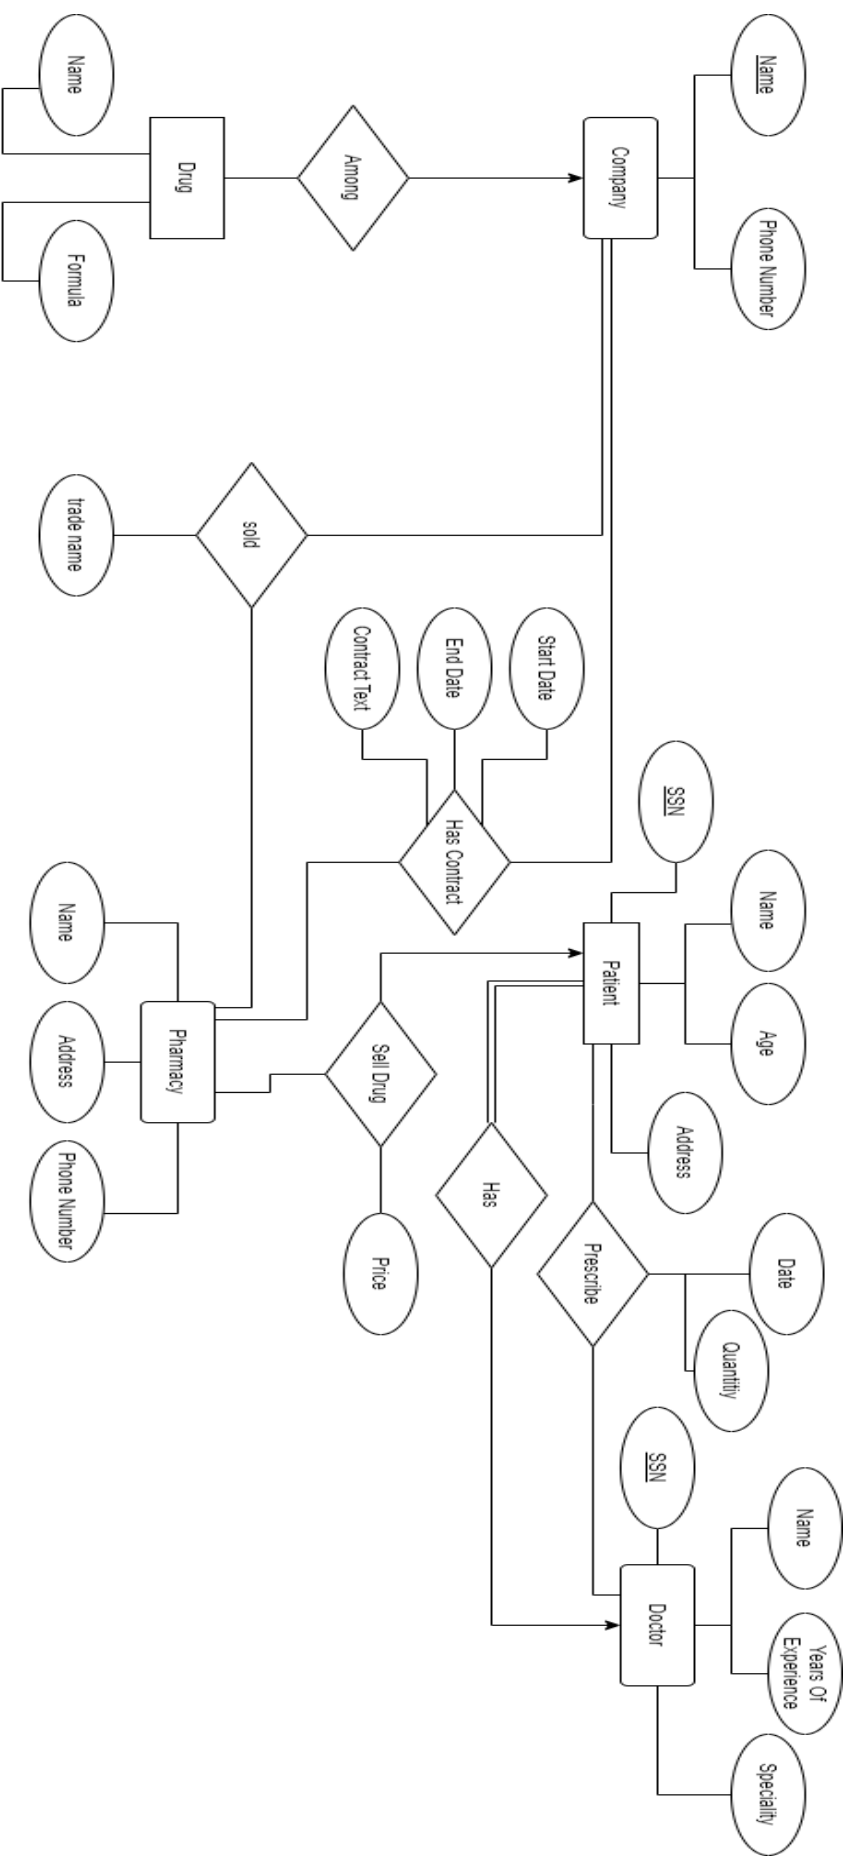 Name
Phone Number
Company
Among
Drug
Name
Formula
sold
trade name
Start Date
End Date
Contract Text
Has Contract
SSN
Name
Age
Patient
Address
Sell Drug
Price
Name
Address
Phone Number
Pharmacy
Has
Prescribe
Date
Quantitiy
SSN
Name
Years Of
Experience
Doctor
Speciality